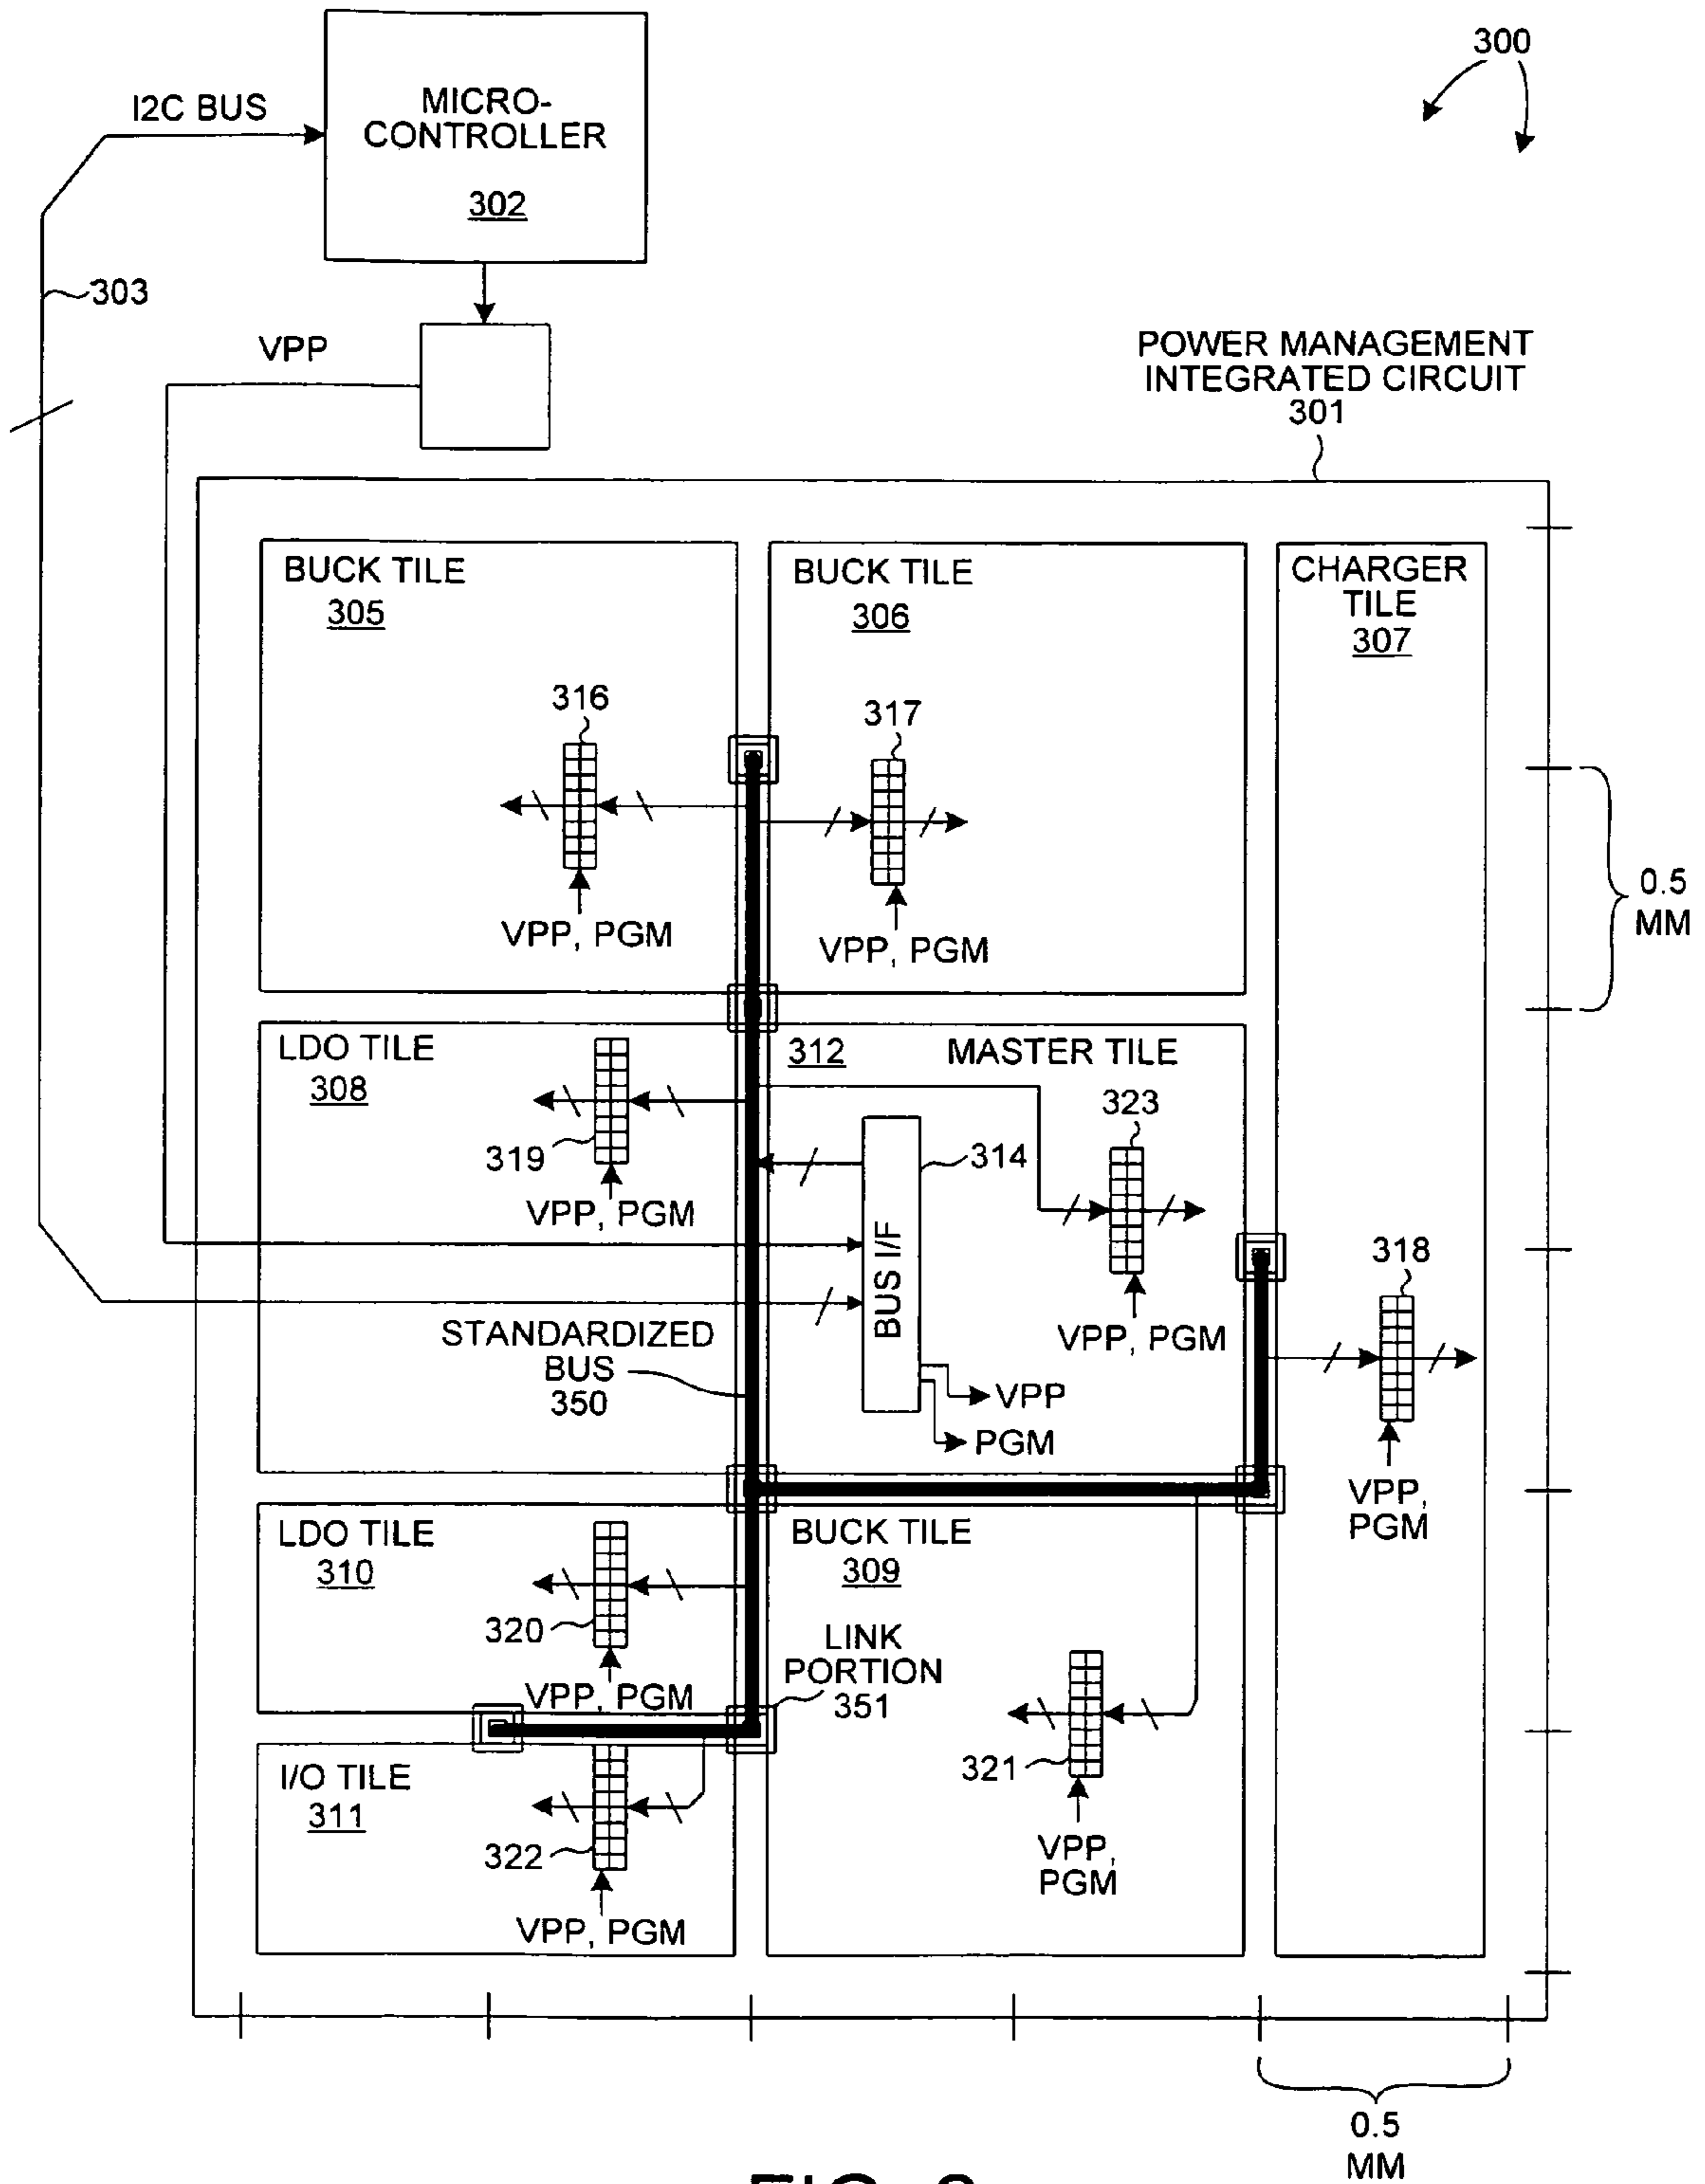 300
I2C BUS
MICRO-
CONTROLLER
302
303
VPP
POWER MANAGEMENT
INTEGRATED CIRCUIT
301
BUCK TILE
305
BUCK TILE
306
CHARGER
TILE
307
316
317
VPP, PGM
VPP, PGM
0.5
MM
LDO TILE
308
312
MASTER TILE
323
319
314
VPP, PGM
BUS I/F
318
STANDARDIZED
BUS
350
VPP, PGM
VPP
PGM
VPP,
PGM
LDO TILE
310
BUCK TILE
309
320
LINK
PORTION
351
VPP, PGM
321
I/O TILE
311
322
VPP,
PGM
VPP, PGM
0.5
MM